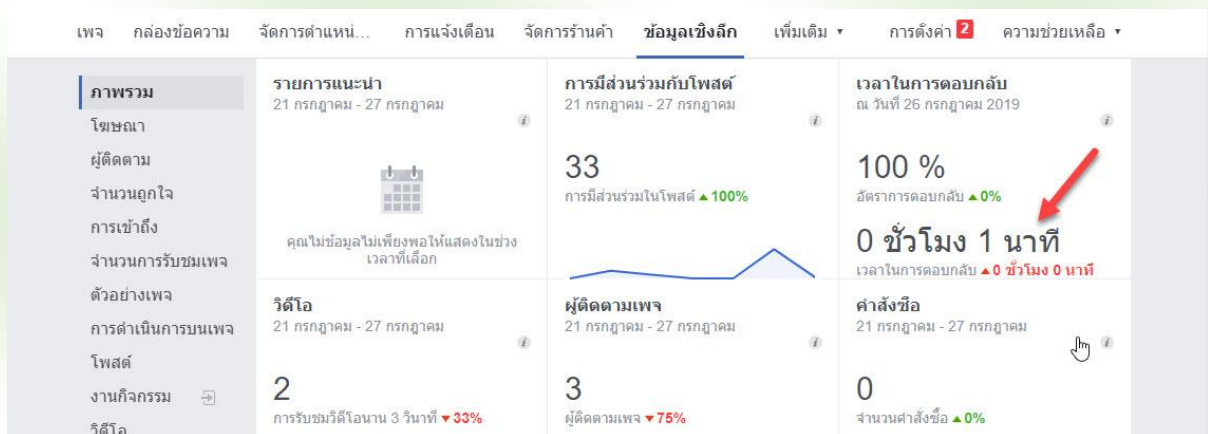 เพจ กล่องข้อความ จัดการตำแหน่... การแจ้งเตือน จัดการร้านค้า ข้อมูลเชิงลึก เพิ่มเติม ▾ การตั้งค่า 2 ความช่วยเหลือ ▾
ภาพรวม
โฆษณา
ผู้ติดตาม
จำนวนถูกใจ
การเข้าถึง
จำนวนการรับชมเพจ
ตัวอย่างเพจ
การดำเนินการบนเพจ
โพสต์
งานกิจกรรม
วิดีโอ
รายการแนะนำ
21 กรกฎาคม - 27 กรกฎาคม
คุณไม่ข้อมูลไม่เพียงพอให้แสดงในช่วง
เวลาที่เลือก
การมีส่วนร่วมกับโพสต์
21 กรกฎาคม - 27 กรกฎาคม
33
การมีส่วนร่วมในโพสต์ ▲100%
เวลาในการตอบกลับ
ณ วันที่ 26 กรกฎาคม 2019
100 %
อัตราการตอบกลับ ▲0%
0 ชั่วโมง 1 นาที
เวลาในการตอบกลับ ▲0 ชั่วโมง 0 นาที
วิดีโอ
21 กรกฎาคม - 27 กรกฎาคม
2
การรับชมวิดีโอนาน 3 วินาที ▼33%
ผู้ติดตามเพจ
21 กรกฎาคม - 27 กรกฎาคม
3
ผู้ติดตามเพจ ▼75%
คำสั่งซื้อ
21 กรกฎาคม - 27 กรกฎาคม
0
จำนวนคำสั่งซื้อ ▲0%